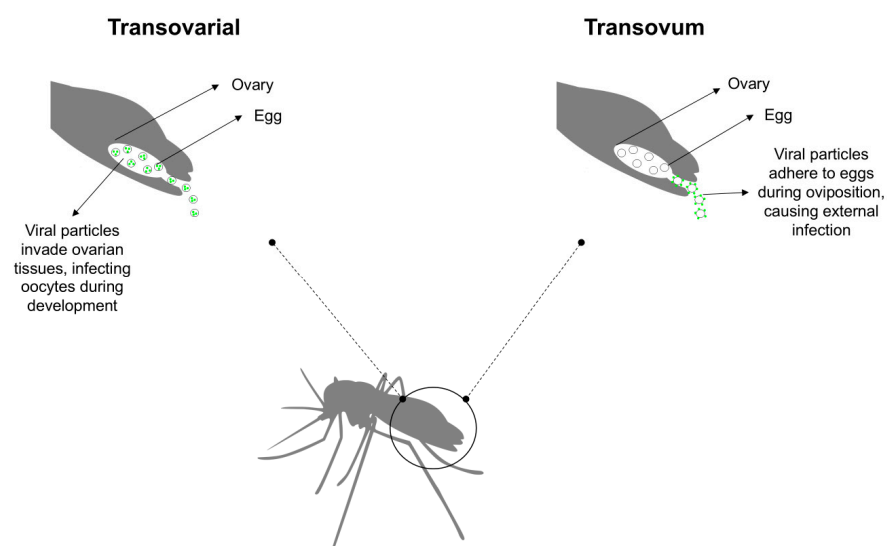 Transovarial
Ovary
Egg
Viral particles
invade ovarian
tissues, infecting
oocytes during
development
Transovum
Ovary
Egg
Viral particles
adhere to eggs
during oviposition,
causing external
infection